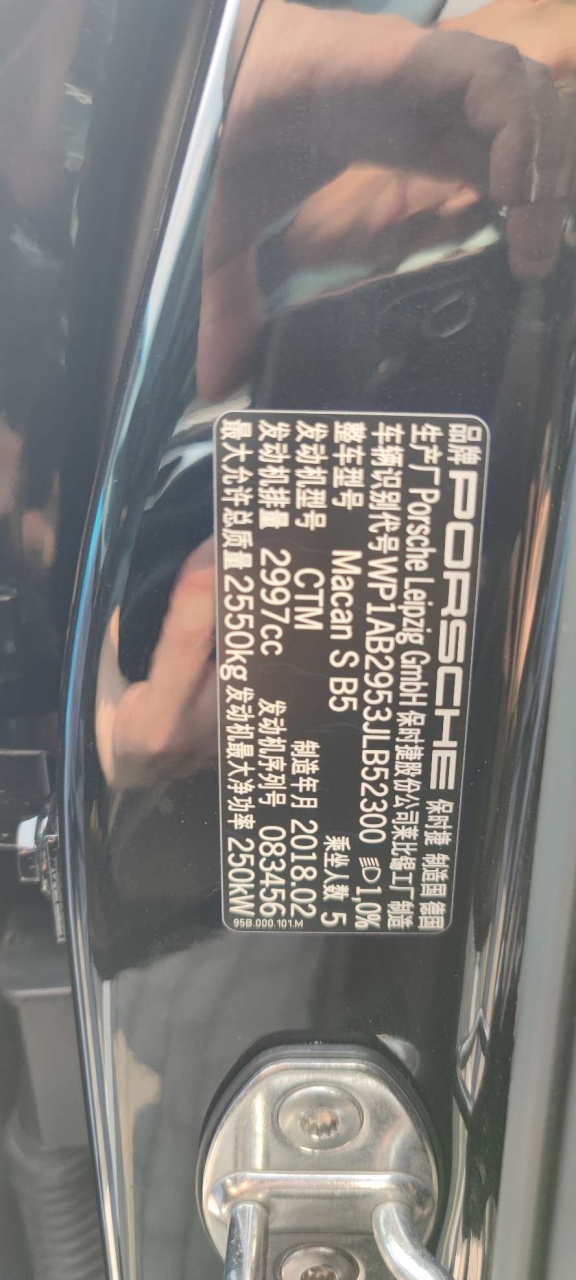 品牌 PORSCHE 保时捷 制造国 德国
生产厂 Porsche Leipzig GmbH 保时捷股份公司莱比锡工厂 制造
车辆识别代号 WP1AB2953JLB52300 1,0%
整车型号 Macan S B5 乘坐人数 5
发动机型号 CTM 制造年月 2018.02
发动机排量 2997cc 发动机序列号 083456
最大允许总质量 2550kg 发动机最大净功率 250kW
95B.000.101.M